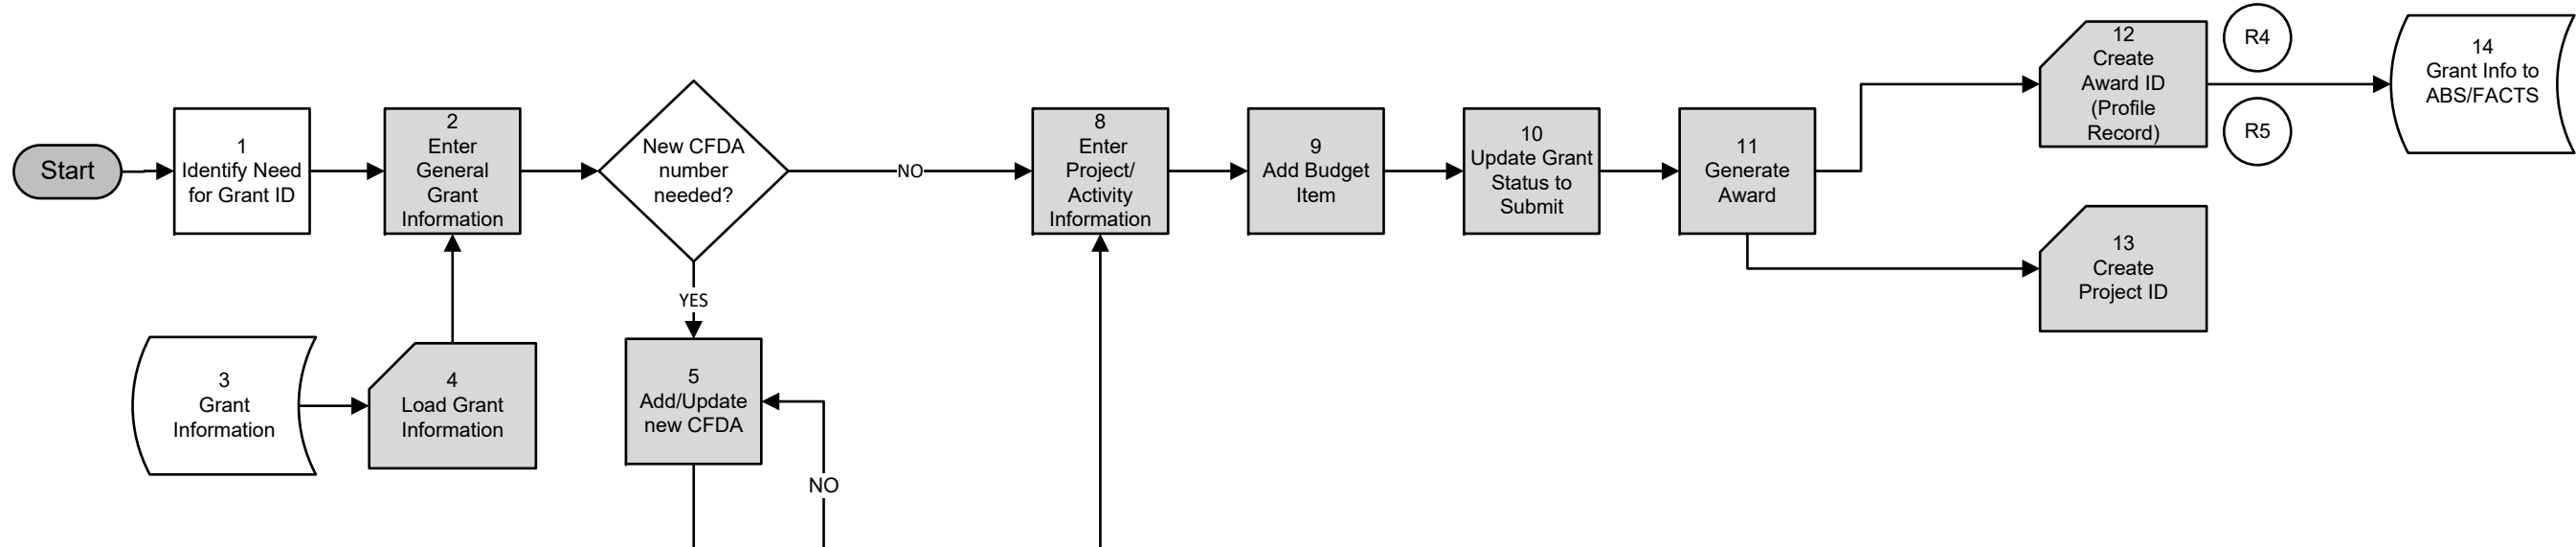 Start
1
Identify Need
for Grant ID
2
Enter
General
Grant
Information
New CFDA
number
needed?
NO
8
Enter
Project/
Activity
Information
9
Add Budget
Item
10
Update Grant
Status to
Submit
11
Generate
Award
12
Create
Award ID
(Profile
Record)
R4
R5
14
Grant Info to
ABS/FACTS
13
Create
Project ID
YES
3
Grant
Information
4
Load Grant
Information
5
Add/Update
new CFDA
NO